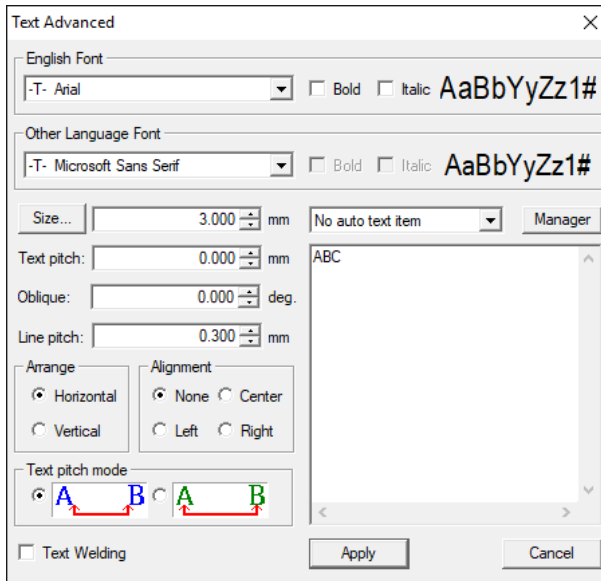 Text Advanced
English Font
-T- Arial
Bold
Italic
AaBbYyZz1#
Other Language Font
-T- Microsoft Sans Serif
Bold
Italic
AaBbYyZz1#
Size...
3.000
mm
No auto text item
Manager
Text pitch:
0.000
mm
ABC
Oblique:
0.000
deg.
Line pitch:
0.300
mm
Arrange
Horizontal
Vertical
Alignment
None
Center
Left
Right
Text pitch mode
A B
A B
Text Welding
Apply
Cancel